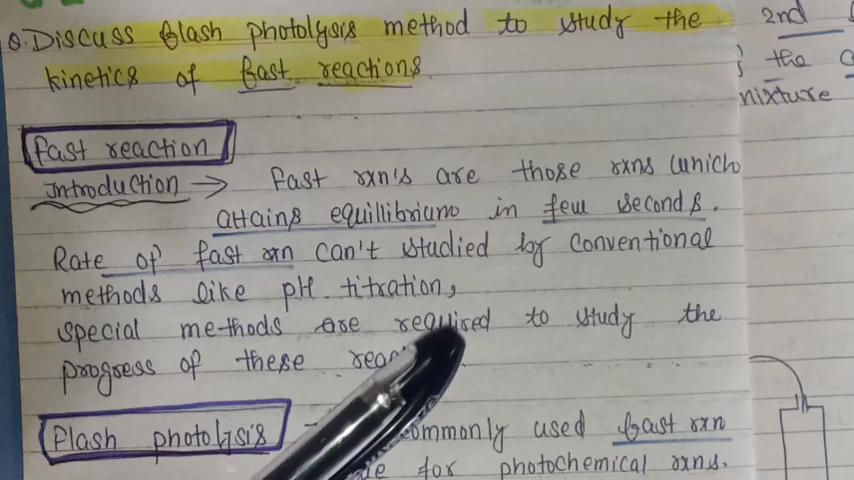 Q. Discuss flash photolysis method to study the
kinetics of fast reactions
fast reaction
Introduction → fast rxn's are those rxns which
attains equillibrium in few seconds.
Rate of fast rxn can't studied by conventional
methods like pH titration,
special methods are required to study the
progress of these
Flash photolysis
commonly used fast rxn
for photochemical rxns.
2nd
the
mixture